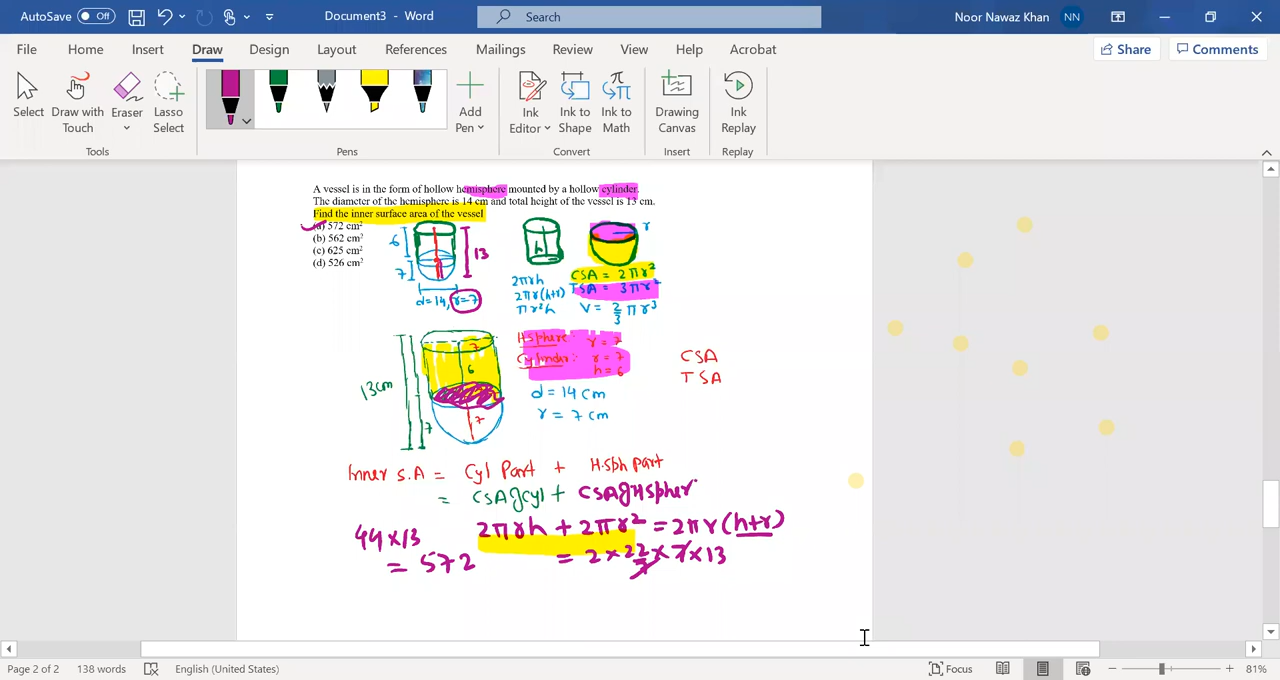 AutoSave Off Document3 - Word Search Noor Nawaz Khan NN
File Home Insert Draw Design Layout References Mailings Review View Help Acrobat Share Comments
Select Draw with Touch Eraser Lasso Select Add Pen Ink Editor Ink to Shape Ink to Math Drawing Canvas Ink Replay
Tools Pens Convert Insert Replay
A vessel is in the form of hollow hemisphere mounted by a hollow cylinder.
The diameter of the hemisphere is 14 cm and total height of the vessel is 13 cm.
Find the inner surface area of the vessel
(a) 572 cm²
(b) 562 cm²
(c) 625 cm²
(d) 526 cm²
6
7
13
d=14, r=7
h
2πrh
2πr(h+r)
πr²h
r
CSA = 2πr²
TSA = 3πr²
V = 2/3 πr³
13cm
7
7
6
7
H sphere: r = 7
Cylinder: r = 7
h = 6
d = 14 cm
r = 7 cm
CSA
TSA
Inner S.A = Cyl Part + H.Sph Part
= CSA of Cyl + CSA of H spher
2πrh + 2πr² = 2πr(h+r)
= 2 × 22/7 × 7 × 13
44×13
= 572
Page 2 of 2 138 words English (United States) Focus 81%